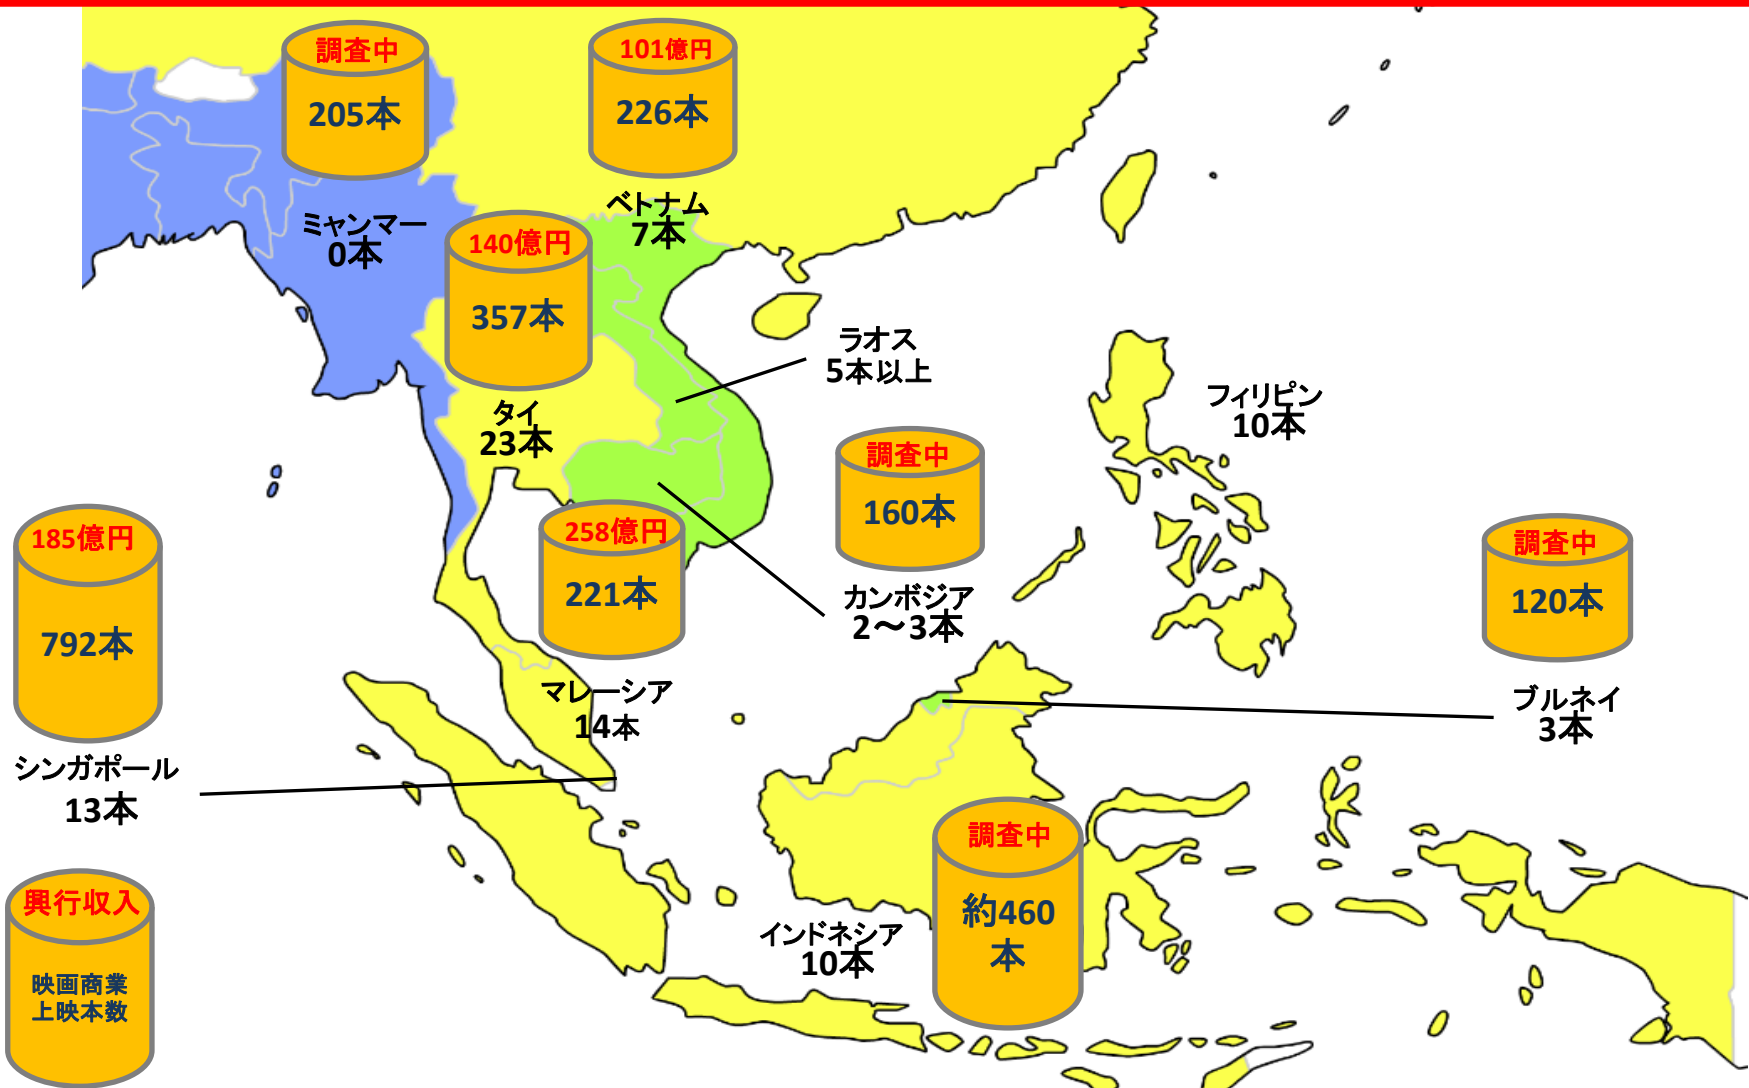 調査中
205本
ミャンマー
0本
101億円
226本
ベトナム
7本
140億円
357本
タイ
23本
ラオス
5本以上
フィリピン
10本
調査中
160本
カンボジア
2～3本
258億円
221本
マレーシア
14本
185億円
792本
シンガポール
13本
調査中
120本
ブルネイ
3本
調査中
約460
本
インドネシア
10本
興行収入
映画商業
上映本数